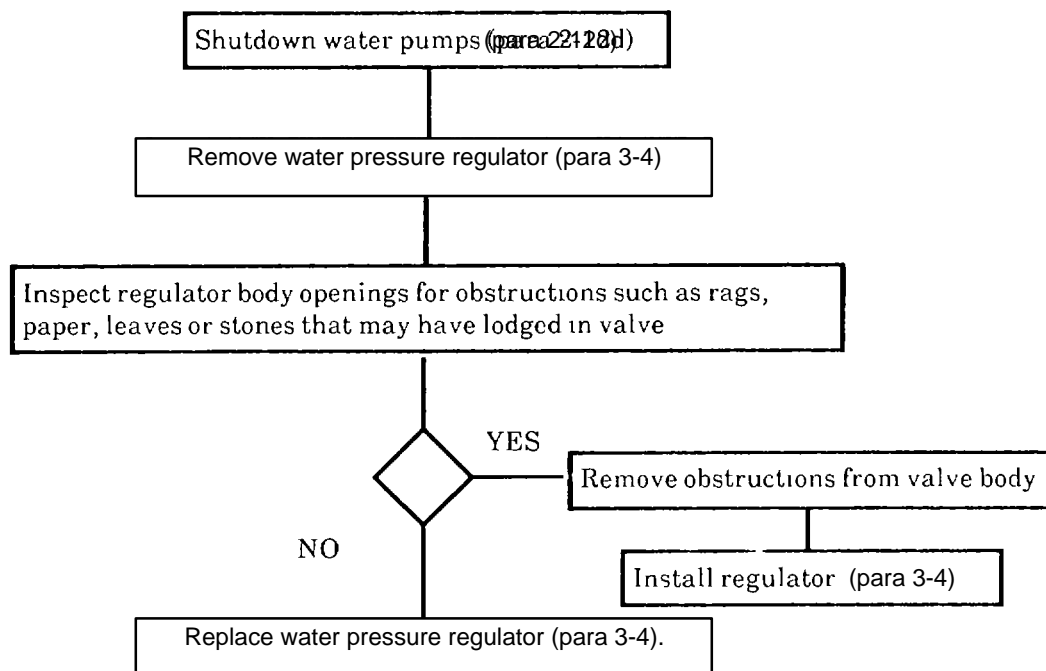 Shutdown water pumps
Remove water pressure regulator (para 3-4)
Inspect regulator body openings for obstructions such as rags,
paper, leaves or stones that may have lodged in valve
YES
Remove obstructions from valve body
NO
Install regulator (para 3-4)
Replace water pressure regulator (para 3-4).